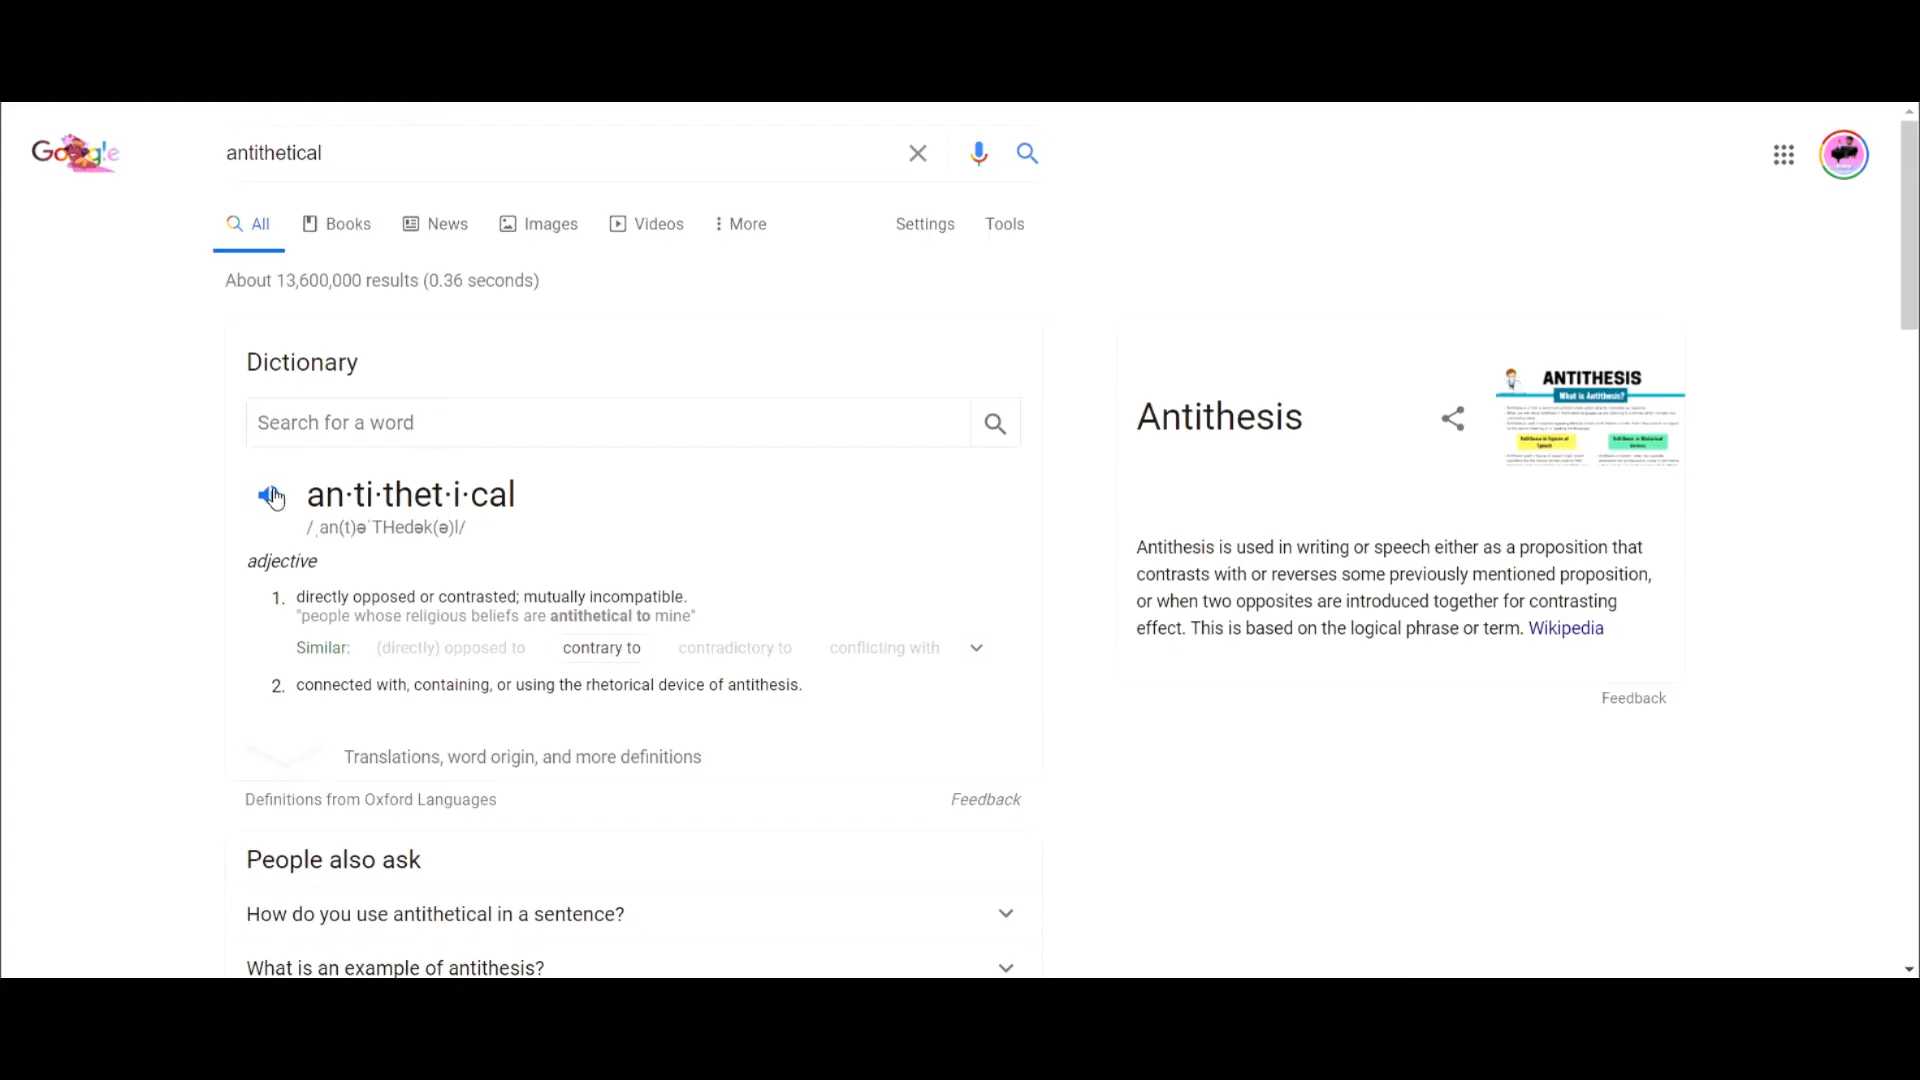 Google
antithetical
All Books News Images Videos More Settings Tools
About 13,600,000 results (0.36 seconds)
Dictionary
Search for a word
an·ti·thet·i·cal
/ˌan(t)əˈTHedək(ə)l/
adjective
1. directly opposed or contrasted; mutually incompatible.
"people whose religious beliefs are antithetical to mine"
Similar: (directly) opposed to contrary to contradictory to conflicting with
2. connected with, containing, or using the rhetorical device of antithesis.
Translations, word origin, and more definitions
Definitions from Oxford Languages Feedback
People also ask
How do you use antithetical in a sentence?
What is an example of antithesis?
Antithesis
ANTITHESIS
What is Antithesis?
Antithesis is used in writing or speech either as a proposition that
contrasts with or reverses some previously mentioned proposition,
or when two opposites are introduced together for contrasting
effect. This is based on the logical phrase or term. Wikipedia
Feedback